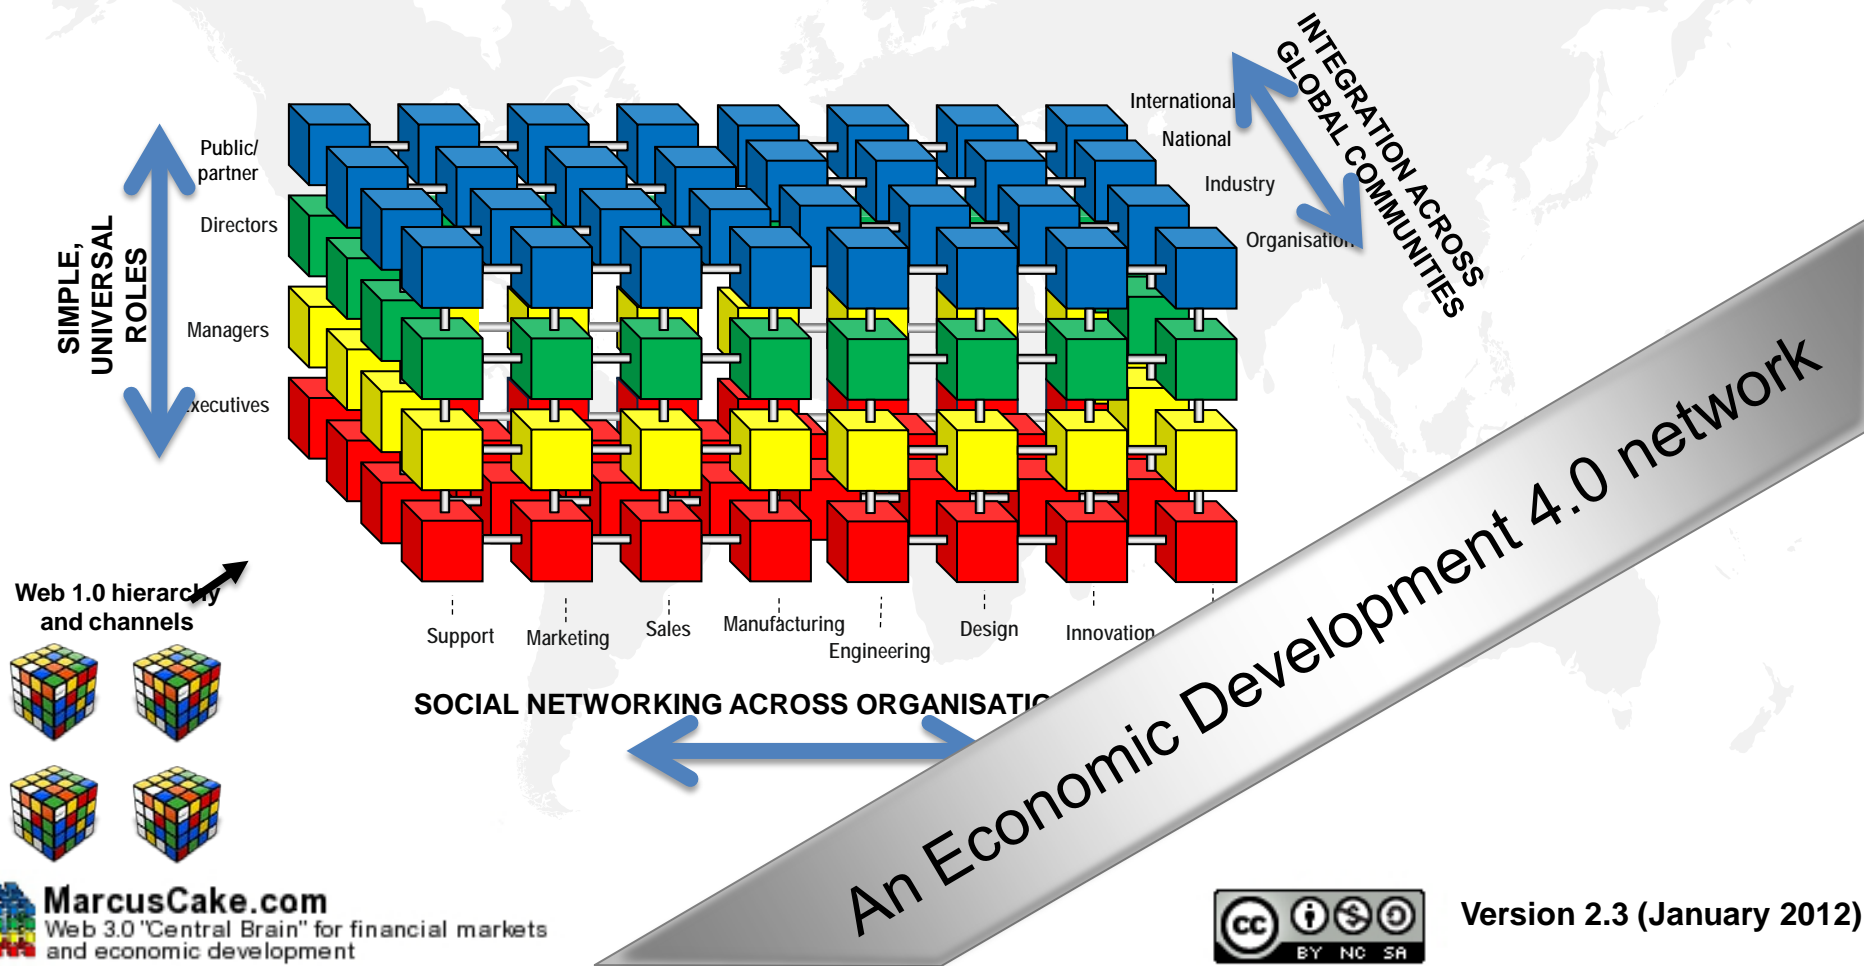 INTEGRATION ACROSS
GLOBAL COMMUNITIES
International
National
Industry
Organisation
Public/
partner
Directors
Managers
xecutives
SIMPLE,
UNIVERSAL
ROLES
Web 1.0 hierarchy
and channels
Support
Marketing
Sales
Manufacturing
Engineering
Design
Innovation
SOCIAL NETWORKING ACROSS ORGANISATIO
An Economic Development 4.0 network
MarcusCake.com
Web 3.0 "Central Brain" for financial markets
and economic development
cc
BY NC SA
Version 2.3 (January 2012)